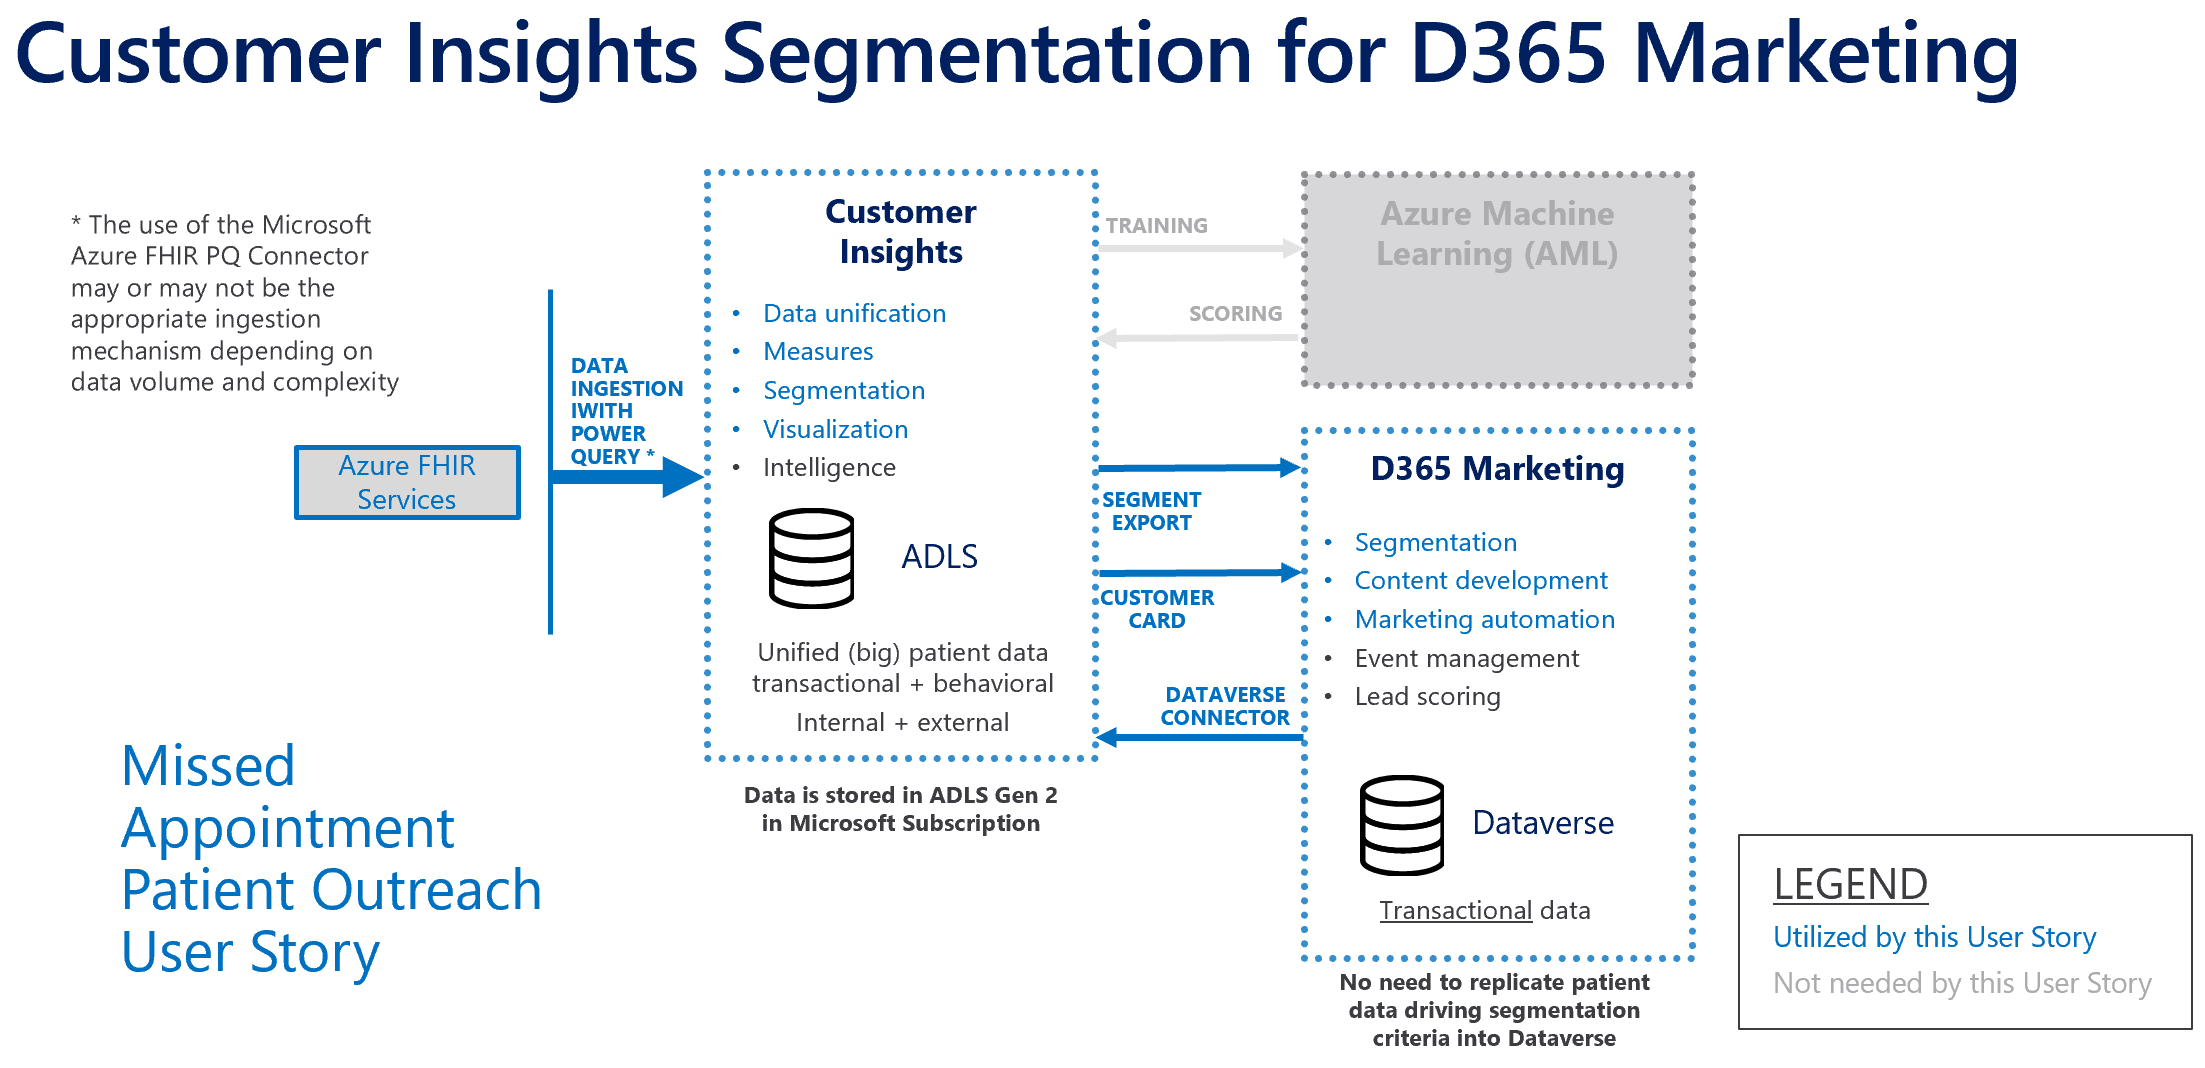 Customer Insights Segmentation for D365 Marketing
* The use of the Microsoft
Azure FHIR PQ Connector
may or may not be the
appropriate ingestion
mechanism depending on
data volume and complexity
Azure FHIR
Services
DATA
INGESTION
IWITH
POWER
QUERY *
Customer
Insights
• Data unification
• Measures
• Segmentation
• Visualization
• Intelligence
ADLS
Unified (big) patient data
transactional + behavioral
Internal + external
Data is stored in ADLS Gen 2
in Microsoft Subscription
TRAINING
SCORING
Azure Machine
Learning (AML)
SEGMENT
EXPORT
CUSTOMER
CARD
DATAVERSE
CONNECTOR
D365 Marketing
• Segmentation
• Content development
• Marketing automation
• Event management
• Lead scoring
Dataverse
Transactional data
No need to replicate patient
data driving segmentation
criteria into Dataverse
Missed
Appointment
Patient Outreach
User Story
LEGEND
Utilized by this User Story
Not needed by this User Story